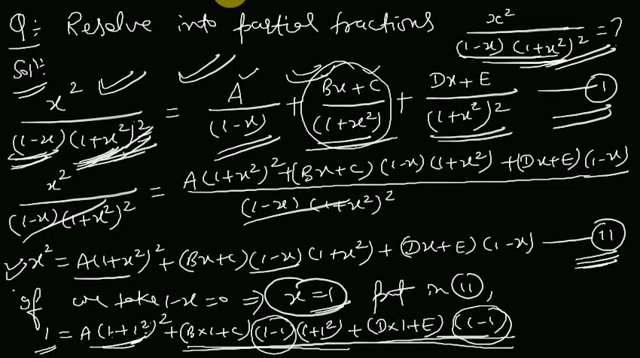 Q:- Resolve into partial fractions x²/((1-x)(1+x²)²) = ?
Solⁿ:
x²/((1-x)(1+x²)²) = A/(1-x) + (Bx+C)/(1+x²) + (Dx+E)/(1+x²)² — (1)
x²/((1-x)(1+x²)²) = (A(1+x²)² + (Bx+C)(1-x)(1+x²) + (Dx+E)(1-x))/((1-x)(1+x²)²)
x² = A(1+x²)² + (Bx+C)(1-x)(1+x²) + (Dx+E)(1-x) — (11)
if we take 1-x=0 ⇒ x=1 put in (11),
1 = A(1+1²)² + (B×1+C)(1-1)(1+1²) + (D×1+E)(1-1)